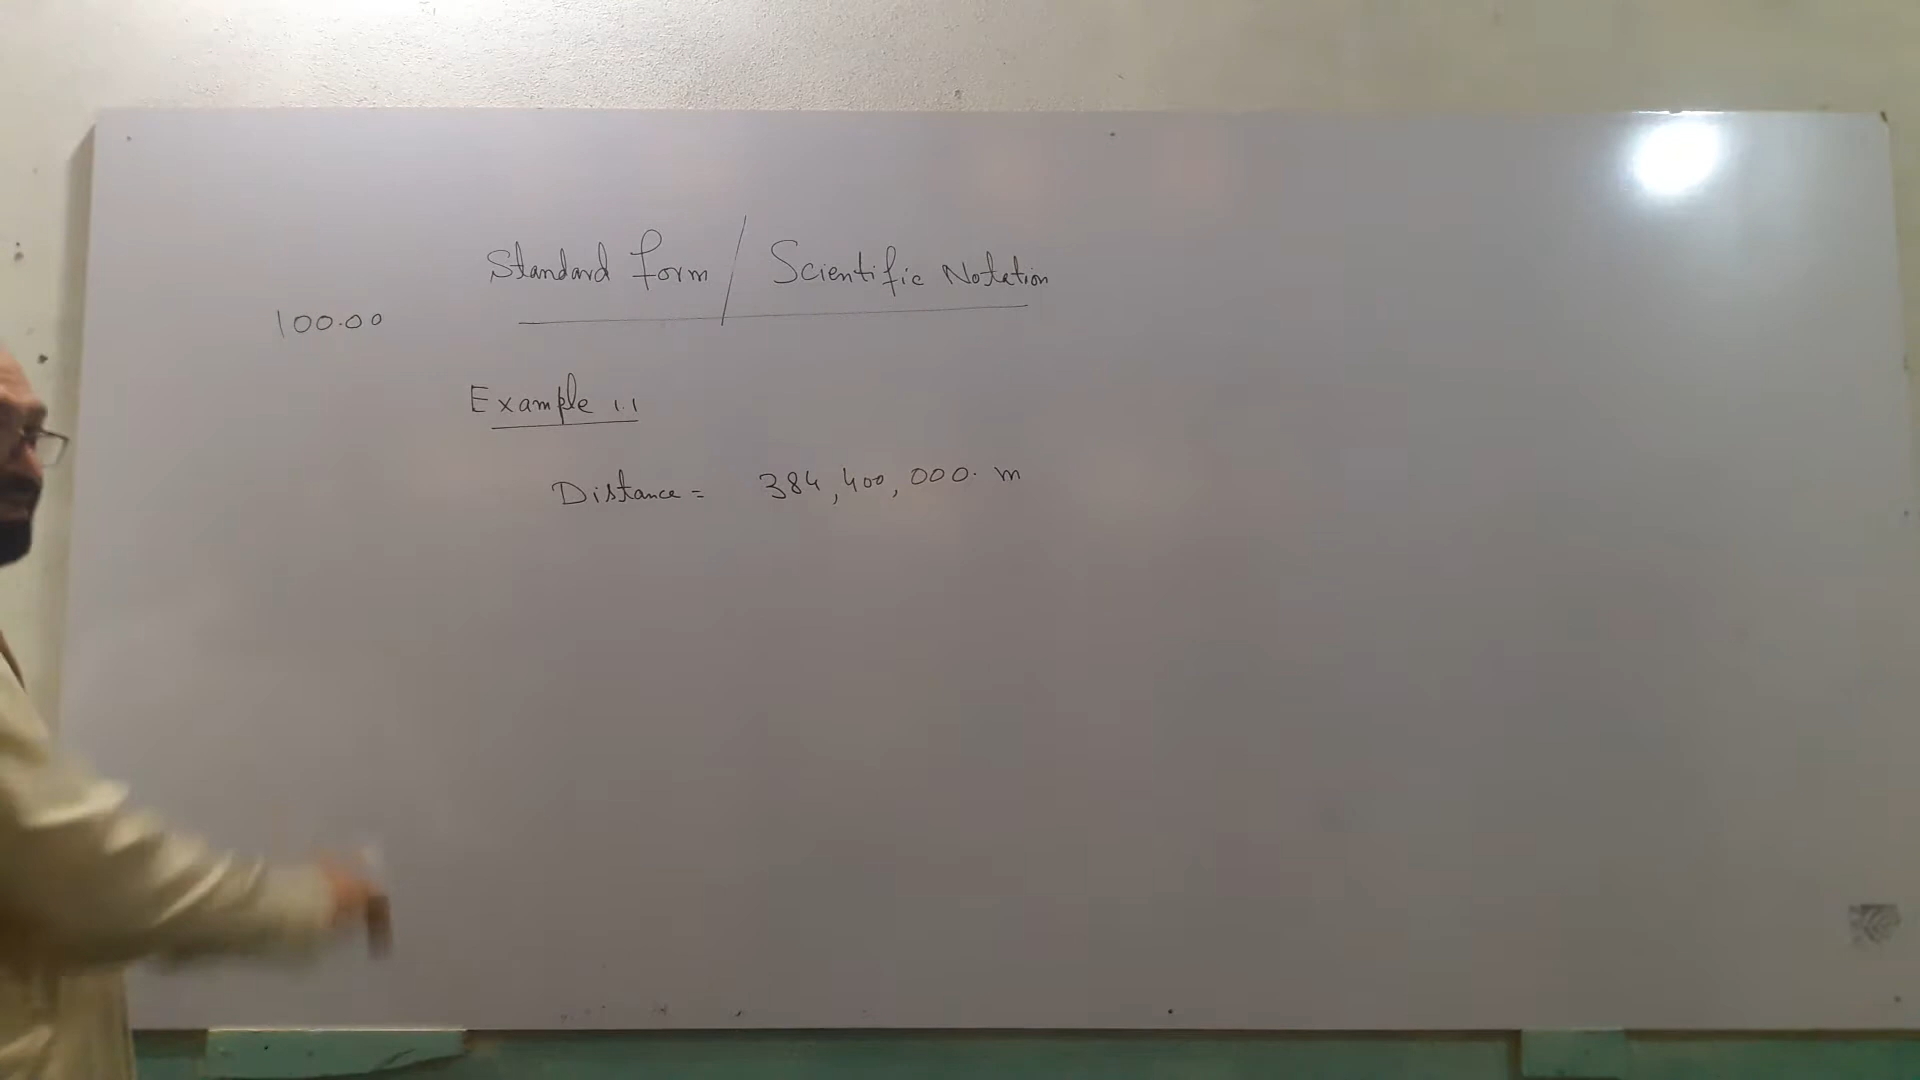 Standard form / Scientific Notation
100.00
Example 1.1
Distance = 384,400,000. m